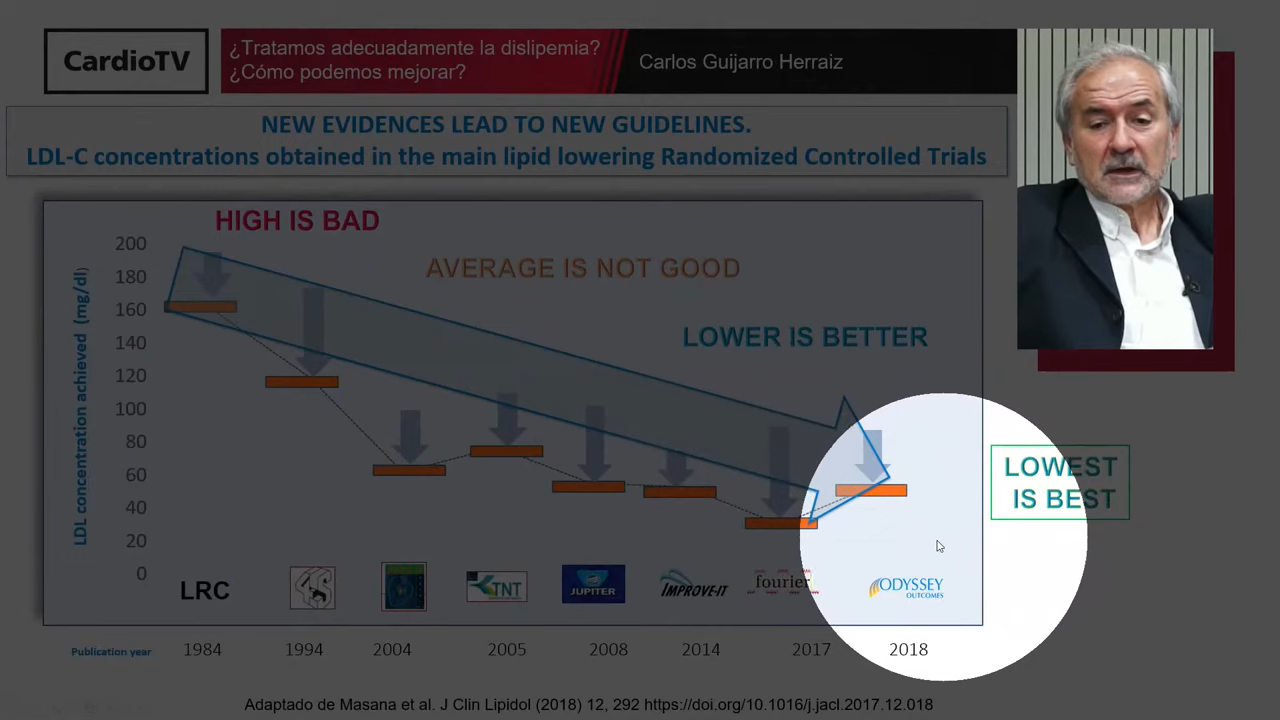 CardioTV
¿Tratamos adecuadamente la dislipemia?
¿Cómo podemos mejorar?
Carlos Guijarro Herraiz
NEW EVIDENCES LEAD TO NEW GUIDELINES.
LDL-C concentrations obtained in the main lipid lowering Randomized Controlled Trials
HIGH IS BAD
AVERAGE IS NOT GOOD
LOWER IS BETTER
LOWEST
IS BEST
LDL concentration achieved (mg/dl)
200
180
160
140
120
100
80
60
40
20
0
LRC
TNT
JUPITER
IMPROVE-IT
fourier
ODYSSEY
OUTCOMES
Publication year
1984
1994
2004
2005
2008
2014
2017
2018
Adaptado de Masana et al. J Clin Lipidol (2018) 12, 292 https://doi.org/10.1016/j.jacl.2017.12.018